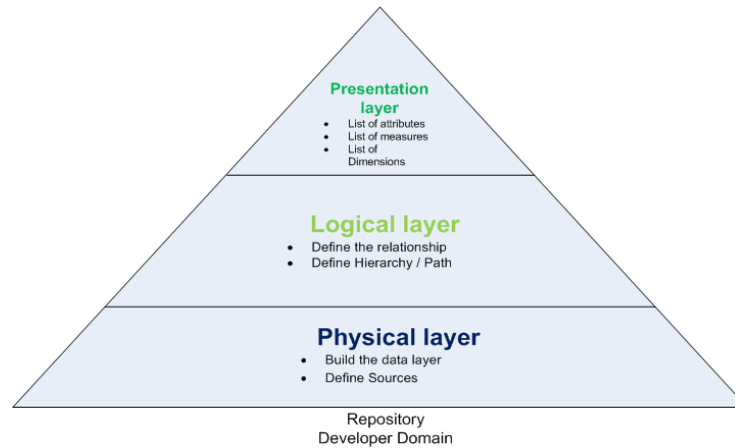 Presentation
layer
• List of attributes
• List of measures
• List of
Dimensions
Logical layer
• Define the relationship
• Define Hierarchy / Path
Physical layer
• Build the data layer
• Define Sources
Repository
Developer Domain